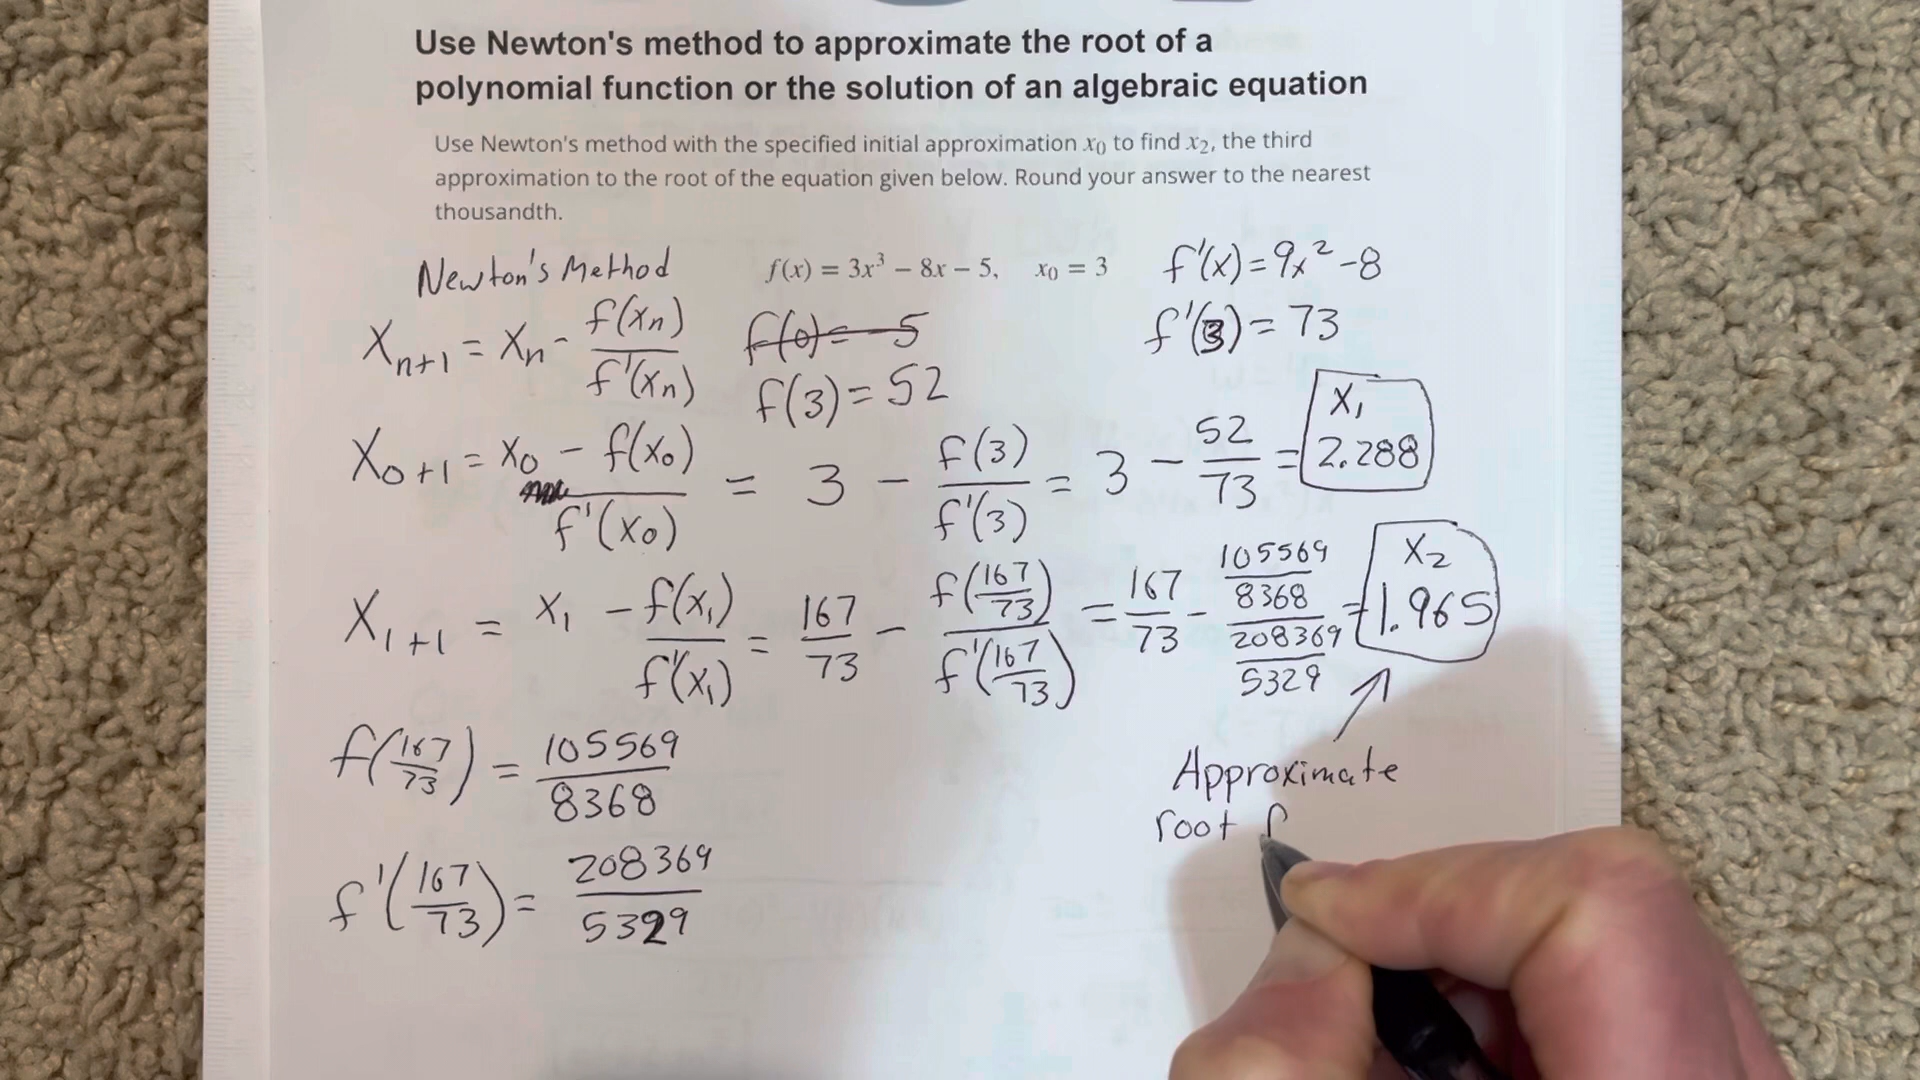 Use Newton's method to approximate the root of a
polynomial function or the solution of an algebraic equation
Use Newton's method with the specified initial approximation x₀ to find x₂, the third
approximation to the root of the equation given below. Round your answer to the nearest
thousandth.
Newton's Method f(x) = 3x³ − 8x − 5, x₀ = 3 f'(x) = 9x² − 8
Xₙ₊₁ = Xₙ − f(xₙ)/f'(xₙ) f(0) = −5 f'(3) = 73
f(3) = 52
X₀₊₁ = x₀ − f(x₀)/f'(x₀) = 3 − f(3)/f'(3) = 3 − 52/73 = X₁ 2.288
X₁₊₁ = x₁ − f(x₁)/f'(x₁) = 167/73 − f(167/73)/f'(167/73) = 167/73 − (105569/8368)/(208369/5329) = X₂ 1.965
f(167/73) = 105569/8368
Approximate
root
f'(167/73) = 208369/5329